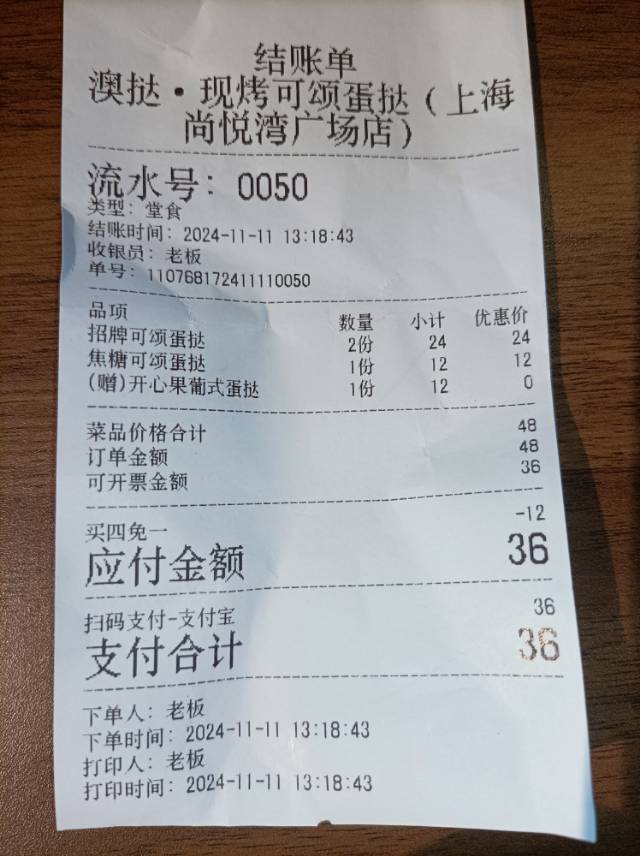 结账单
澳挞·现烤可颂蛋挞（上海
尚悦湾广场店）
流水号：0050
类型：堂食
结账时间：2024-11-11 13:18:43
收银员：老板
单号：110768172411110050
品项 数量 小计 优惠价
招牌可颂蛋挞 2份 24 24
焦糖可颂蛋挞 1份 12 12
(赠)开心果葡式蛋挞 1份 12 0
菜品价格合计 48
订单金额 48
可开票金额 36
买四免一 -12
应付金额 36
扫码支付-支付宝 36
支付合计 36
下单人：老板
下单时间：2024-11-11 13:18:43
打印人：老板
打印时间：2024-11-11 13:18:43